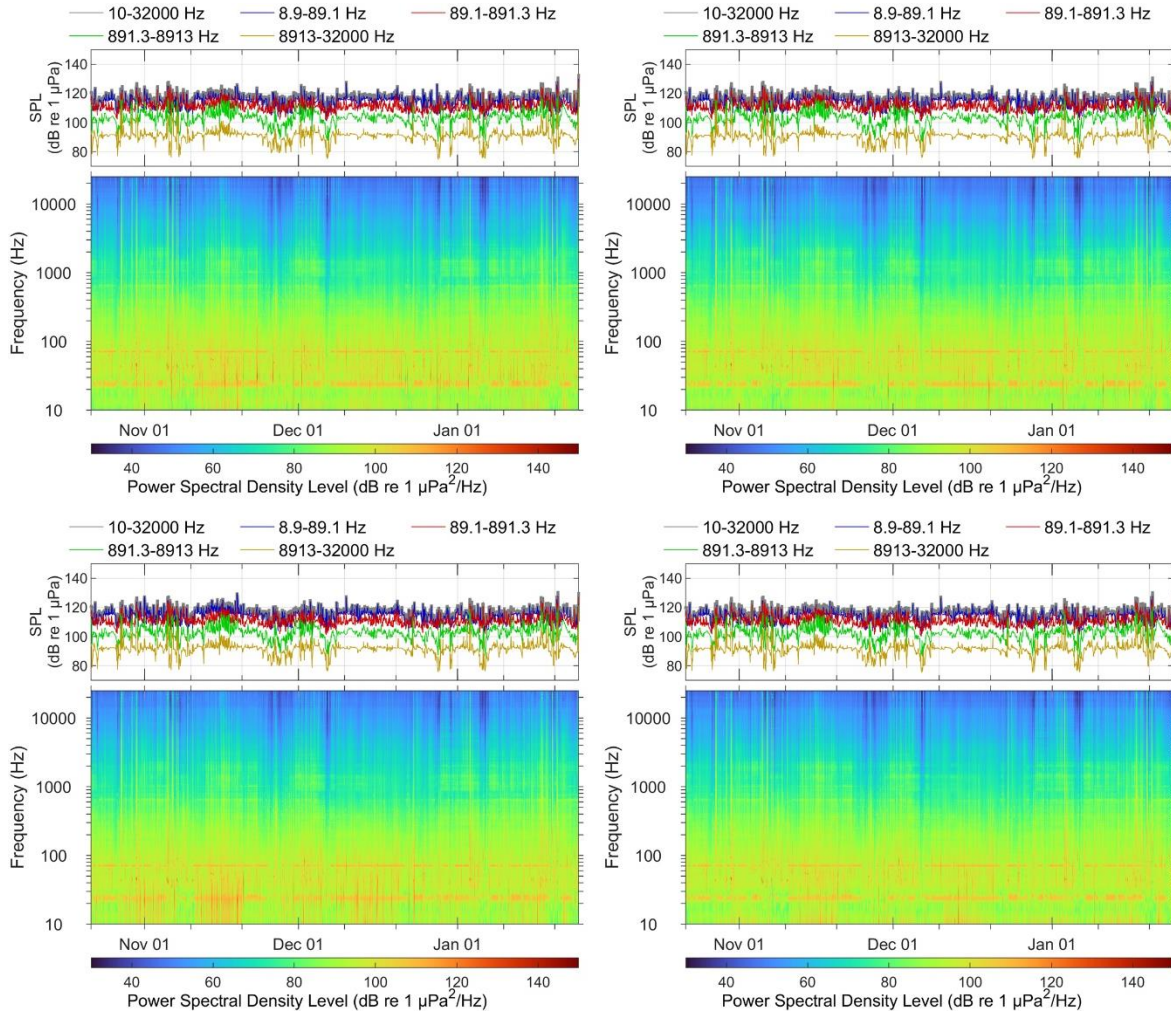 10-32000 Hz 8.9-89.1 Hz 89.1-891.3 Hz
891.3-8913 Hz 8913-32000 Hz
SPL
(dB re 1 µPa)
140
120
100
80
Frequency (Hz)
10000
1000
100
10
Nov 01 Dec 01 Jan 01
40 60 80 100 120 140
Power Spectral Density Level (dB re 1 µPa²/Hz)
10-32000 Hz 8.9-89.1 Hz 89.1-891.3 Hz
891.3-8913 Hz 8913-32000 Hz
SPL
(dB re 1 µPa)
140
120
100
80
Frequency (Hz)
10000
1000
100
10
Nov 01 Dec 01 Jan 01
40 60 80 100 120 140
Power Spectral Density Level (dB re 1 µPa²/Hz)
10-32000 Hz 8.9-89.1 Hz 89.1-891.3 Hz
891.3-8913 Hz 8913-32000 Hz
SPL
(dB re 1 µPa)
140
120
100
80
Frequency (Hz)
10000
1000
100
10
Nov 01 Dec 01 Jan 01
40 60 80 100 120 140
Power Spectral Density Level (dB re 1 µPa²/Hz)
10-32000 Hz 8.9-89.1 Hz 89.1-891.3 Hz
891.3-8913 Hz 8913-32000 Hz
SPL
(dB re 1 µPa)
140
120
100
80
Frequency (Hz)
10000
1000
100
10
Nov 01 Dec 01 Jan 01
40 60 80 100 120 140
Power Spectral Density Level (dB re 1 µPa²/Hz)